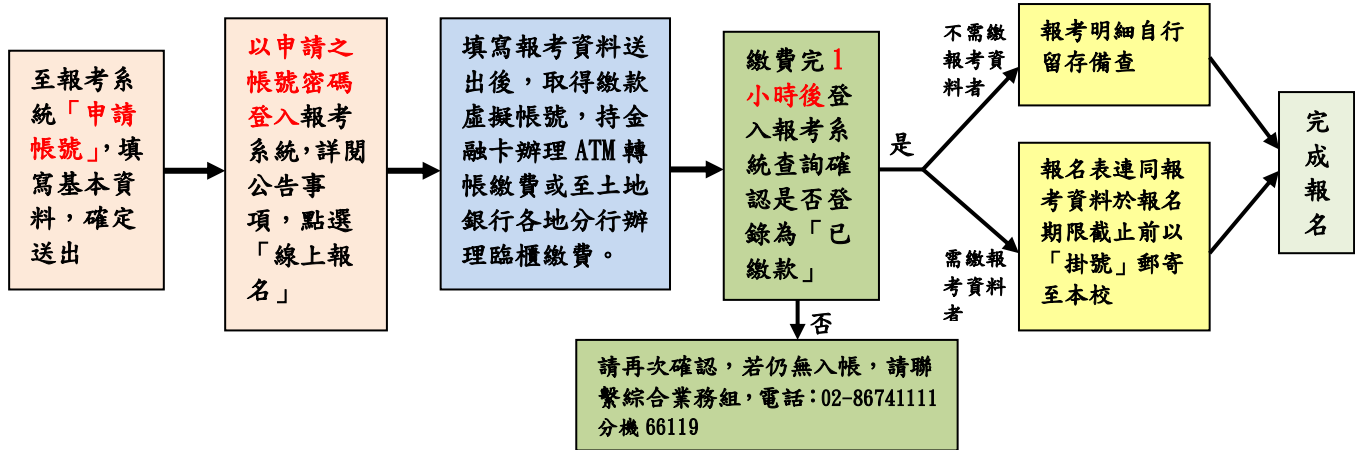 至報考系
統「申請
帳號」,填
寫基本資
料,確定
送出
以申請之
帳號密碼
登入報考
系統,詳閱
公告事
項,點選
「線上報
名」
填寫報考資料送
出後,取得繳款
虛擬帳號,持金
融卡辦理 ATM 轉
帳繳費或至土地
銀行各地分行辦
理臨櫃繳費。
繳費完1
小時後登
入報考系
統查詢確
認是否登
錄為「已
繳款」
是
否
請再次確認,若仍無入帳,請聯
繫綜合業務組,電話:02-86741111
分機 66119
不需繳
報考資
料者
報考明細自行
留存備查
需繳報
考資料
者
報名表連同報
考資料於報名
期限截止前以
「掛號」郵寄
至本校
完
成
報
名